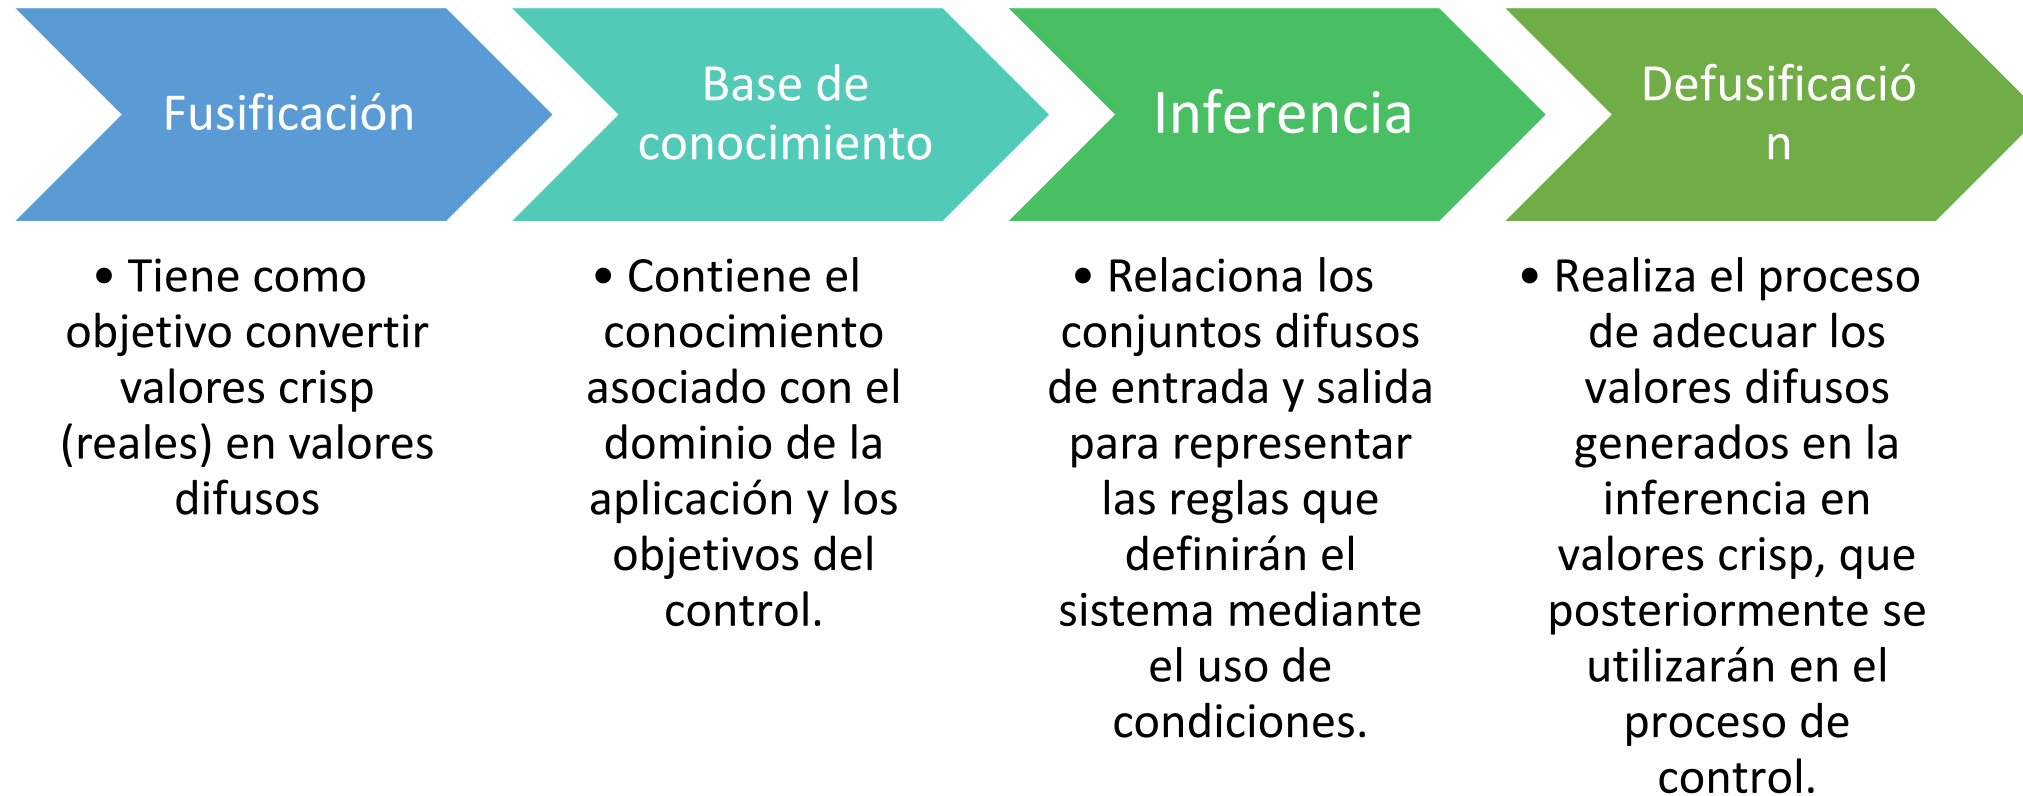 Fusificación
• Tiene como
objetivo convertir
valores crisp
(reales) en valores
difusos
Base de
conocimiento
• Contiene el
conocimiento
asociado con el
dominio de la
aplicación y los
objetivos del
control.
Inferencia
• Relaciona los
conjuntos difusos
de entrada y salida
para representar
las reglas que
definirán el
sistema mediante
el uso de
condiciones.
Defusificació
n
• Realiza el proceso
de adecuar los
valores difusos
generados en la
inferencia en
valores crisp, que
posteriormente se
utilizarán en el
proceso de
control.